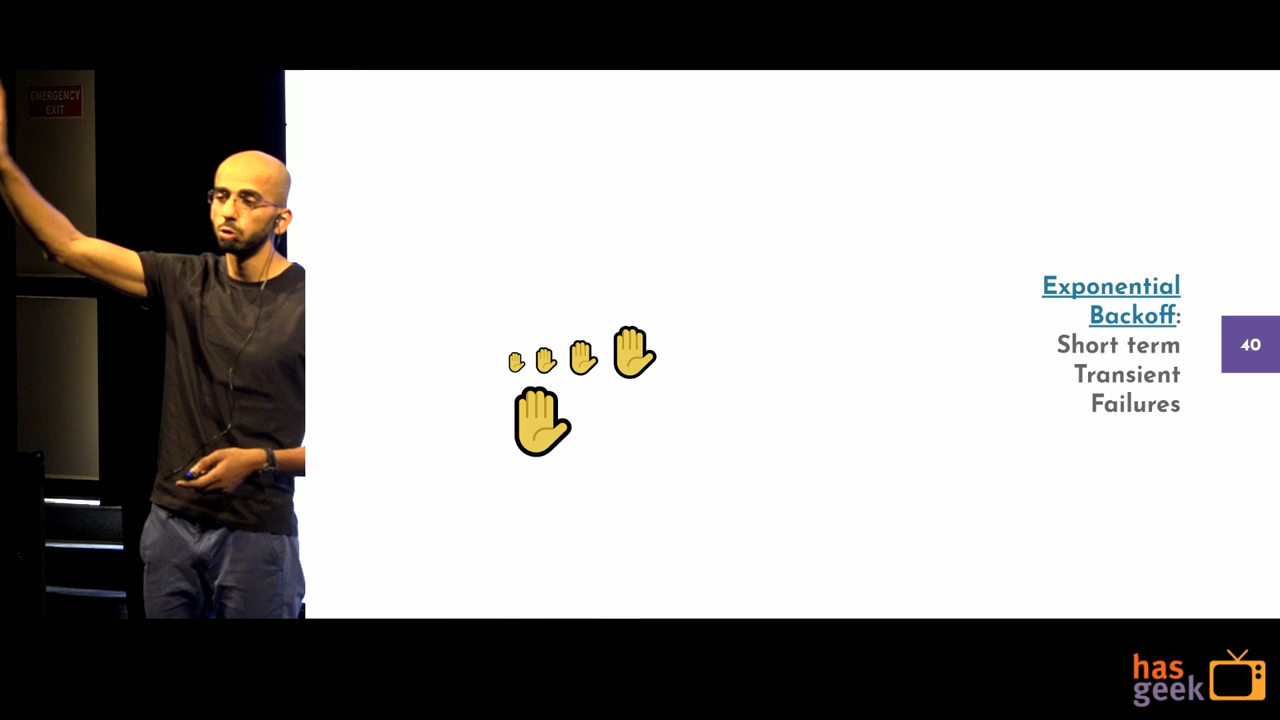 EMERGENCY
EXIT
Exponential
Backoff:
Short term
Transient
Failures
40
has
geek